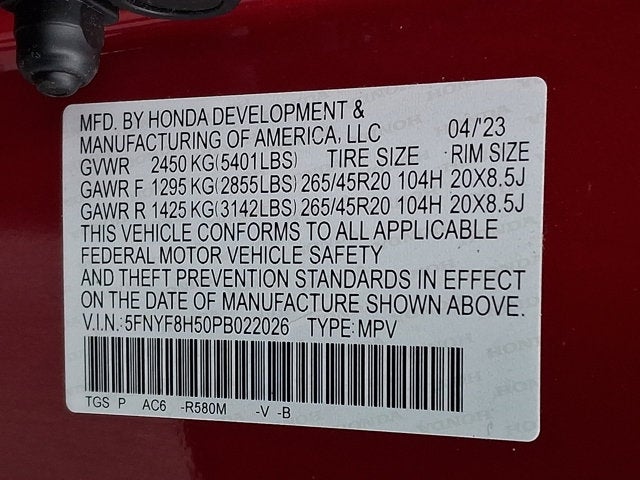 MFD. BY HONDA DEVELOPMENT &
MANUFACTURING OF AMERICA, LLC 04/'23
GVWR 2450 KG(5401LBS) TIRE SIZE RIM SIZE
GAWR F 1295 KG(2855LBS) 265/45R20 104H 20X8.5J
GAWR R 1425 KG(3142LBS) 265/45R20 104H 20X8.5J
THIS VEHICLE CONFORMS TO ALL APPLICABLE
FEDERAL MOTOR VEHICLE SAFETY
AND THEFT PREVENTION STANDARDS IN EFFECT
ON THE DATE OF MANUFACTURE SHOWN ABOVE.
V.I.N.:5FNYF8H50PB022026 TYPE:MPV
TGS P AC6 -R580M -V -B